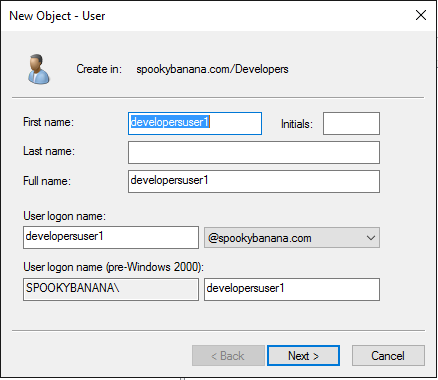 New Object - User
Create in: spookybanana.com/Developers
First name: developersuser1 Initials:
Last name:
Full name: developersuser1
User logon name:
developersuser1 @spookybanana.com
User logon name (pre-Windows 2000):
SPOOKYBANANA\ developersuser1
< Back Next > Cancel